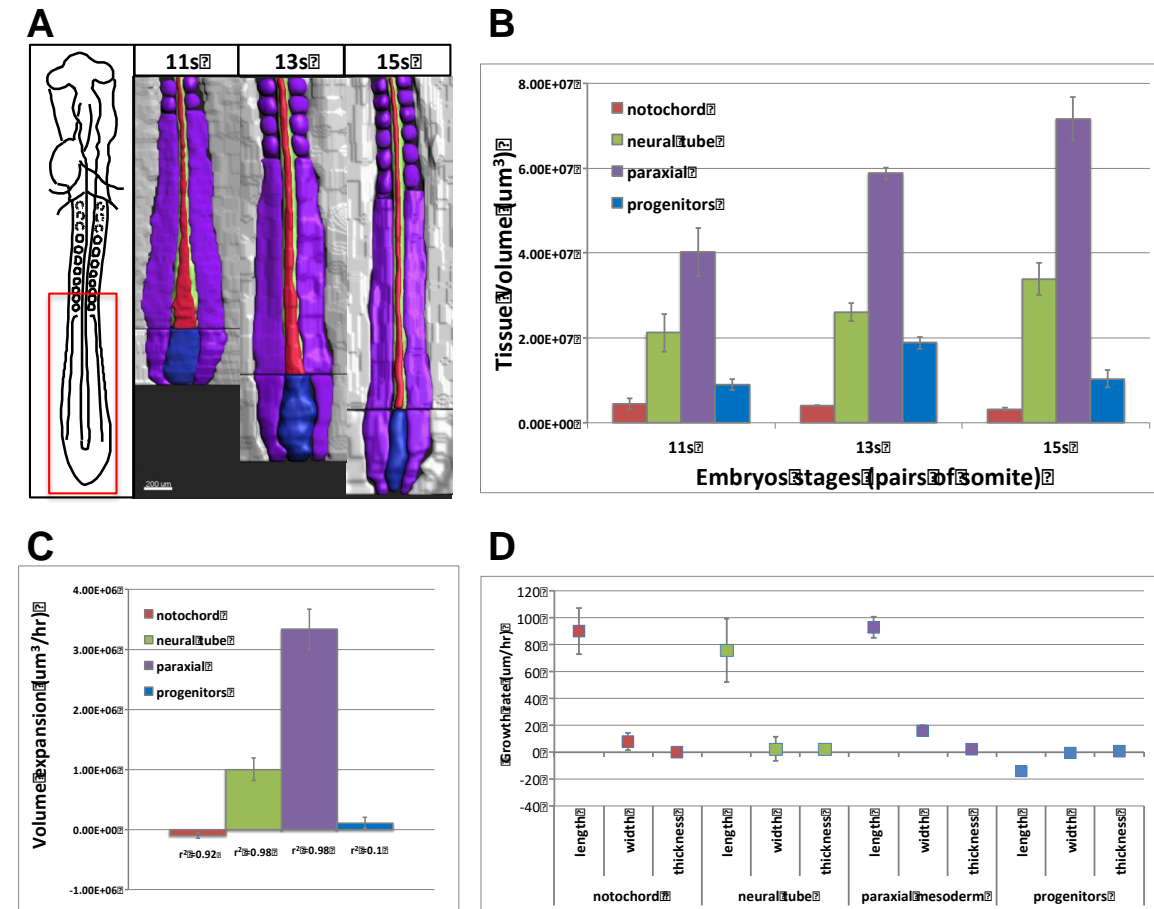 A
11s 13s 15s
200 um
B
Tissue Volume (um³)
8.00E+07
6.00E+07
4.00E+07
2.00E+07
0.00E+00
notochord
neural tube
paraxial
progenitors
11s 13s 15s
Embryos stages (pairs of somite)
C
Volume expansion (um³/hr)
4.00E+06
3.00E+06
2.00E+06
1.00E+06
0.00E+00
-1.00E+06
notochord
neural tube
paraxial
progenitors
r²=0.92 r²=0.98 r²=0.98 r²=0.1
D
Growth rate (um/hr)
120
100
80
60
40
20
0
-20
-40
length width thickness length width thickness length width thickness length width thickness
notochord neural tube paraxial mesoderm progenitors